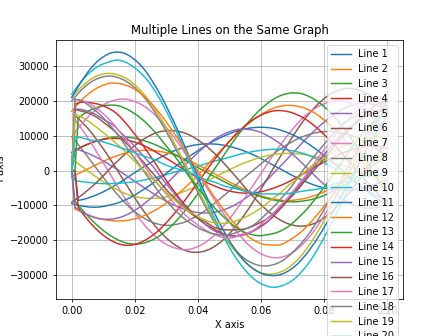 Multiple Lines on the Same Graph
30000
20000
10000
0
-10000
-20000
-30000
axis
0.00
0.02
0.04
0.06
X axis
Line 1
Line 2
Line 3
Line 4
Line 5
Line 6
Line 7
Line 8
Line 9
Line 10
Line 11
Line 12
Line 13
Line 14
Line 15
Line 16
Line 17
Line 18
Line 19
Line 20